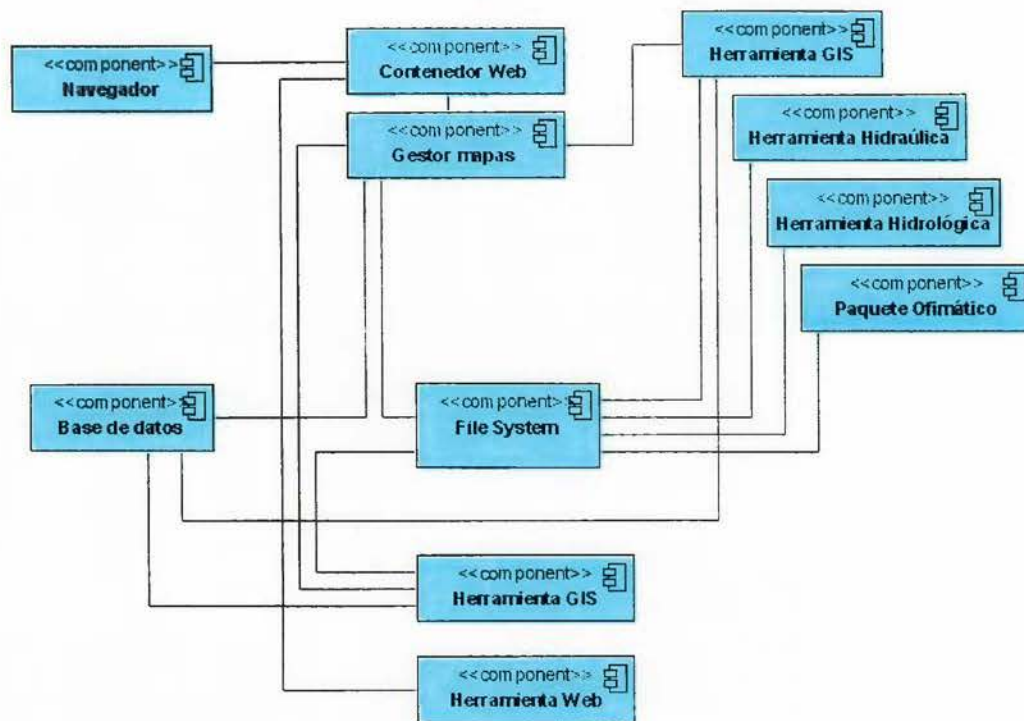 <<component>>
Navegador
<<component>>
Contenedor Web
<<component>>
Herramienta GIS
<<component>>
Gestor mapas
<<component>>
Herramienta Hidraúlica
<<component>>
Herramienta Hidrológica
<<component>>
Paquete Ofimático
<<component>>
Base de datos
<<component>>
File System
<<component>>
Herramienta GIS
<<component>>
Herramienta Web